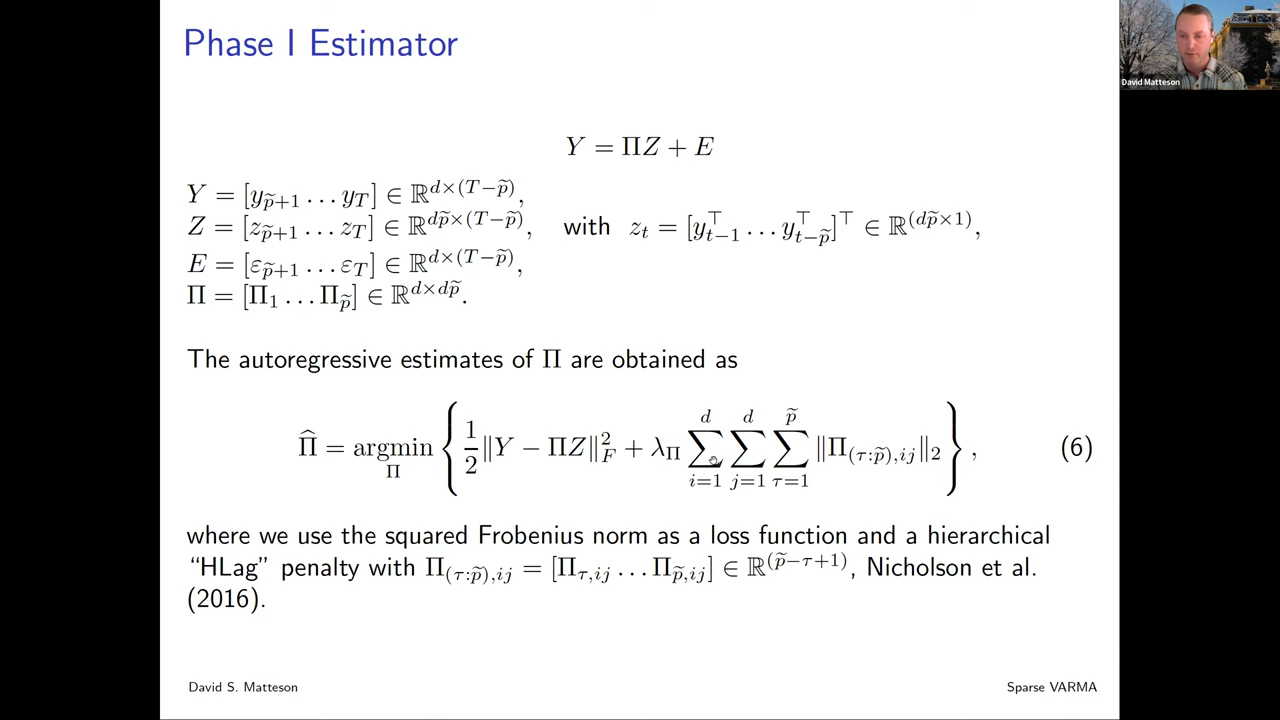 Phase I Estimator
David Matteson
Y = ΠZ + E
Y = [y_{p̃+1} … y_T] ∈ ℝ^{d×(T−p̃)},
Z = [z_{p̃+1} … z_T] ∈ ℝ^{dp̃×(T−p̃)}, with z_t = [y_{t−1}^⊤ … y_{t−p̃}^⊤]^⊤ ∈ ℝ^{(dp̃×1)},
E = [ε_{p̃+1} … ε_T] ∈ ℝ^{d×(T−p̃)},
Π = [Π_1 … Π_{p̃}] ∈ ℝ^{d×dp̃}.
The autoregressive estimates of Π are obtained as
Π̂ = argmin_Π { 1/2 ‖Y − ΠZ‖_F^2 + λ_Π ∑_{i=1}^{d} ∑_{j=1}^{d} ∑_{τ=1}^{p̃} ‖Π_{(τ:p̃),ij}‖_2 }, (6)
where we use the squared Frobenius norm as a loss function and a hierarchical
“HLag” penalty with Π_{(τ:p̃),ij} = [Π_{τ,ij} … Π_{p̃,ij}] ∈ ℝ^{(p̃−τ+1)}, Nicholson et al.
(2016).
David S. Matteson
Sparse VARMA